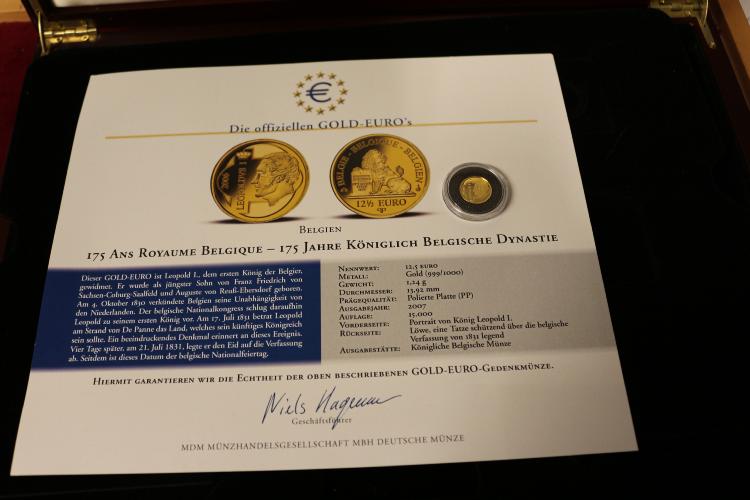 €
Die offiziellen GOLD-EURO's
2006
LEOPOLDVS I
BELGIE - BELGIQUE - BELGIEN
12½ EURO
BELGIEN
175 ANS ROYAUME BELGIQUE – 175 JAHRE KÖNIGLICH BELGISCHE DYNASTIE
Dieser GOLD-EURO ist Leopold I., dem ersten König der Belgier,
gewidmet. Er wurde als jüngster Sohn von Franz Friedrich von
Sachsen-Coburg-Saalfeld und Auguste von Reuß-Ebersdorf geboren.
Am 4. Oktober 1830 verkündete Belgien seine Unabhängigkeit von
den Niederlanden. Der belgische Nationalkongress schlug daraufhin
Leopold zu seinem ersten König vor. Am 17. Juli 1831 betrat Leopold
am Strand von De Panne das Land, welches sein künftiges Königreich
sein sollte. Ein beeindruckendes Denkmal erinnert an dieses Ereignis.
Vier Tage später, am 21. Juli 1831, legte er den Eid auf die Verfassung
ab. Seitdem ist dieses Datum der belgische Nationalfeiertag.
NENNWERT: 12,5 EURO
METALL: Gold (999/1000)
GEWICHT: 1,24 g
DURCHMESSER: 13,92 mm
PRÄGEQUALITÄT: Polierte Platte (PP)
AUSGABEJAHR: 2007
AUFLAGE: 15.000
VORDERSEITE: Portrait von König Leopold I.
RÜCKSEITE: Löwe, eine Tatze schützend über die belgische
Verfassung von 1831 legend
AUSGABESTÄTTE: Königliche Belgische Münze
HIERMIT GARANTIEREN WIR DIE ECHTHEIT DER OBEN BESCHRIEBENEN GOLD-EURO-GEDENKMÜNZE.
Niels Hagemann
Geschäftsführer
MDM MÜNZHANDELSGESELLSCHAFT MBH DEUTSCHE MÜNZE